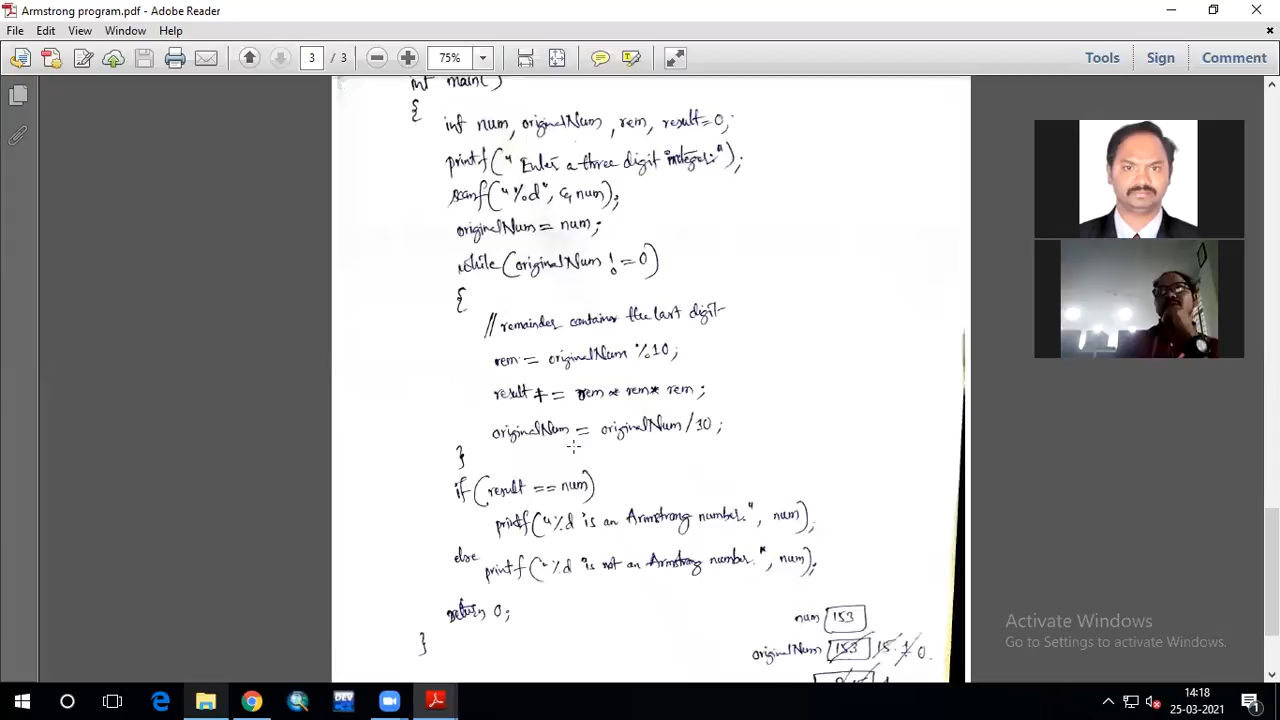 Armstrong program.pdf - Adobe Reader
File Edit View Window Help
3 / 3 75% Tools Sign Comment
int main()
{
int num, originalNum, rem, result=0;
printf("Enter a three digit integer:");
scanf("%d", &num);
originalNum = num;
while(originalNum != 0)
{
// remainder contains the last digit
rem = originalNum % 10;
result += rem * rem * rem;
originalNum = originalNum / 10;
}
if (result == num)
printf("%d is an Armstrong number.", num);
else
printf("%d is not an Armstrong number.", num);
return 0;
}
num 153
originalNum 153 15 1 0
Activate Windows
Go to Settings to activate Windows.
DEV
14:18
25-03-2021
1